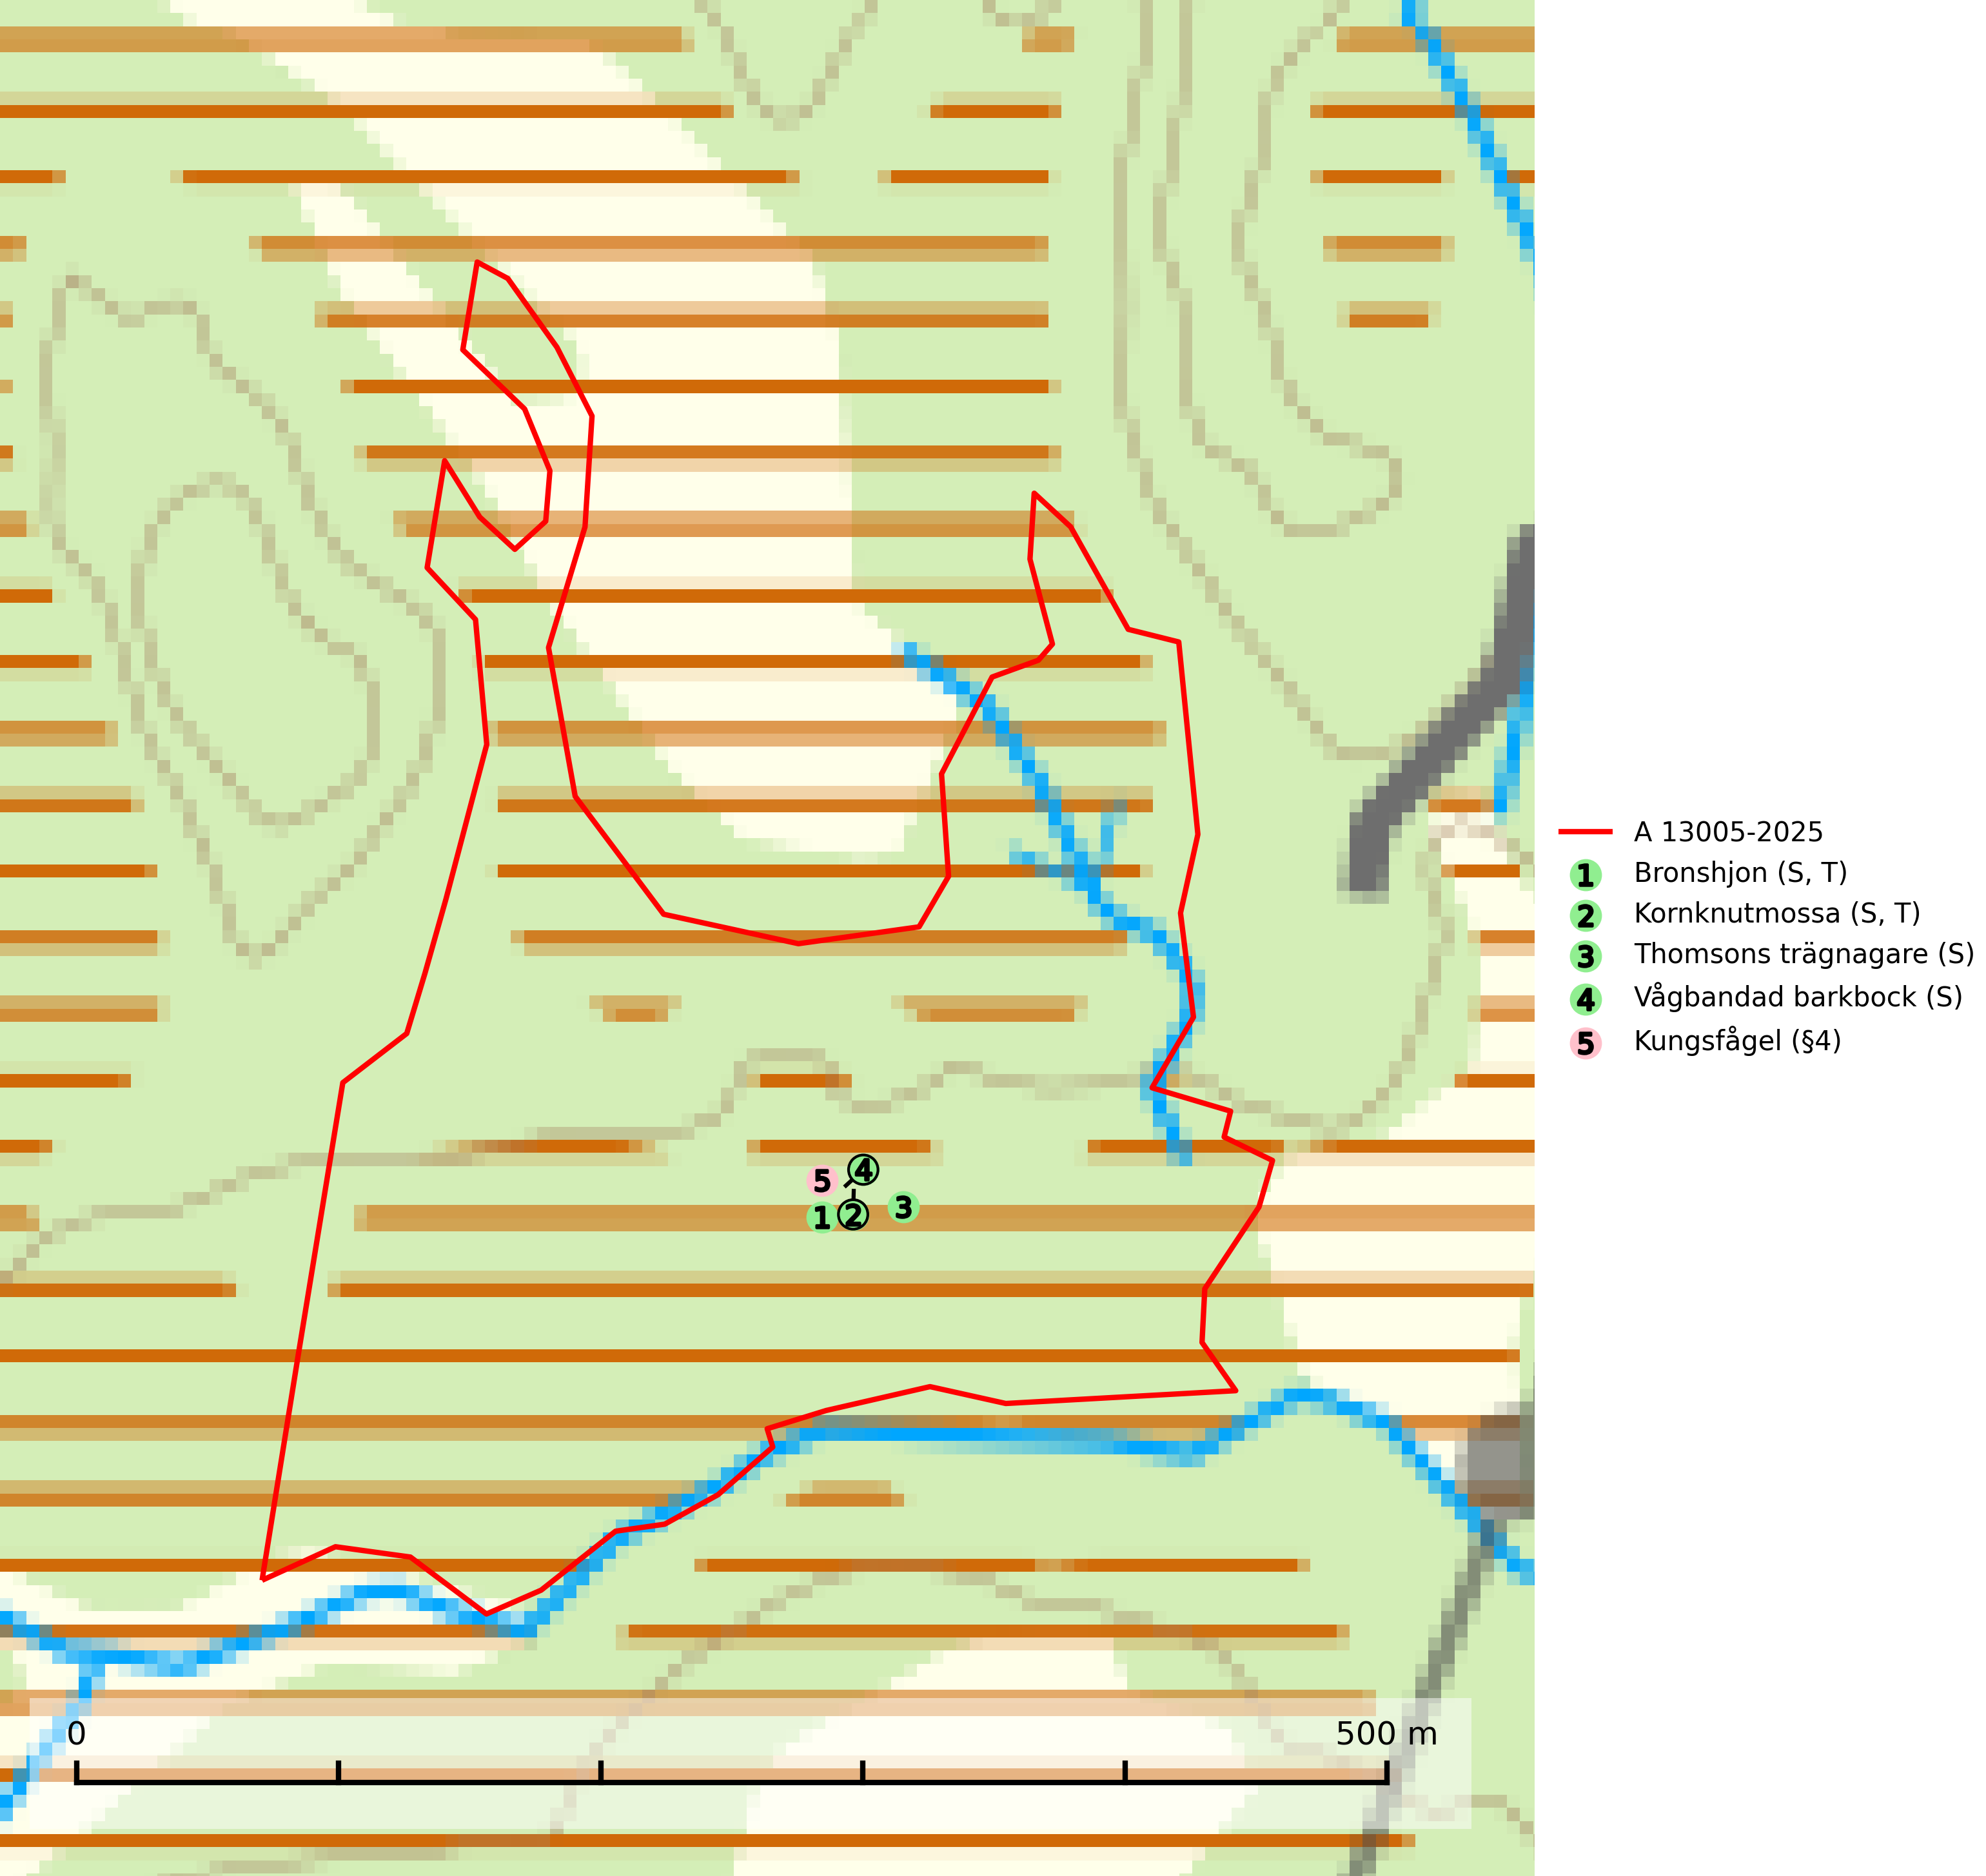 A 13005-2025
1 Bronshjon (S, T)
2 Kornknutmossa (S, T)
3 Thomsons trägnagare (S)
4 Vågbandad barkbock (S)
5 Kungsfågel (§4)
5 4
1 2 3
0 500 m